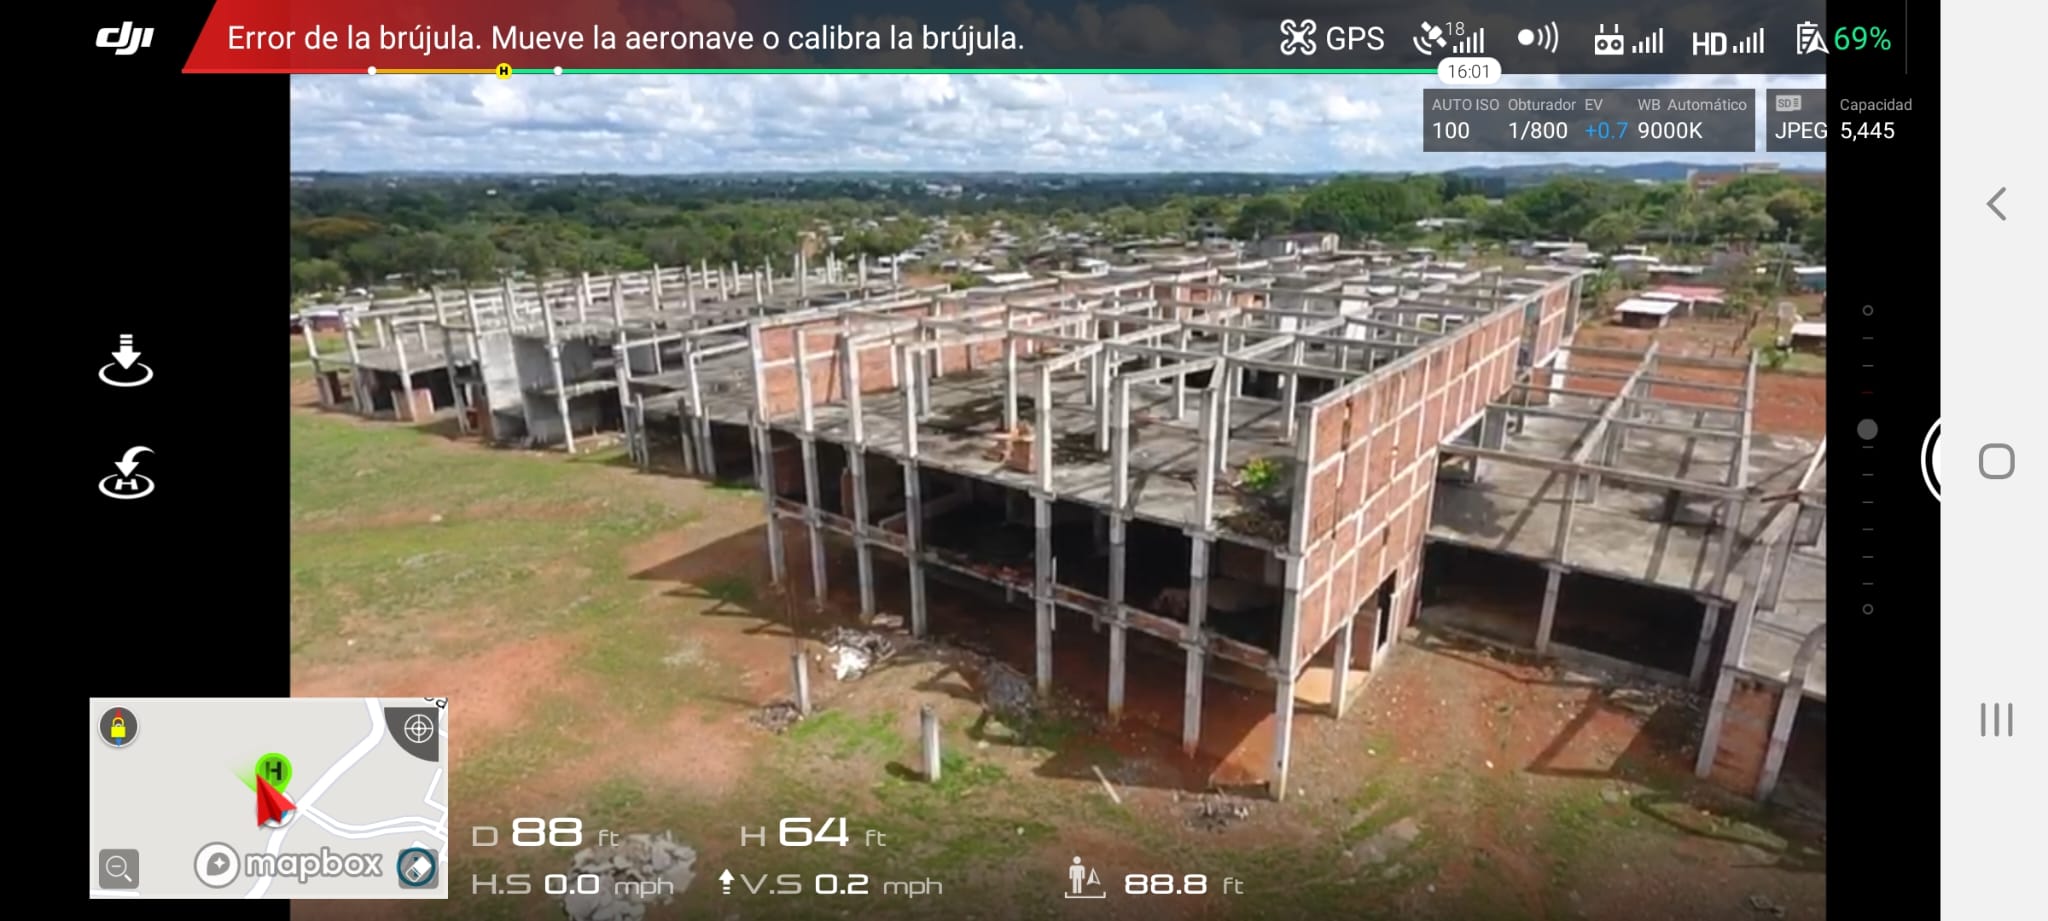 dji Error de la brújula. Mueve la aeronave o calibra la brújula. GPS 18 HD 69%
H 16:01
AUTO ISO Obturador EV WB Automático SD Capacidad
100 1/800 +0.7 9000K JPEG 5,445
H
H
mapbox
D 88 ft H 64 ft
H.S 0.0 mph V.S 0.2 mph 88.8 ft